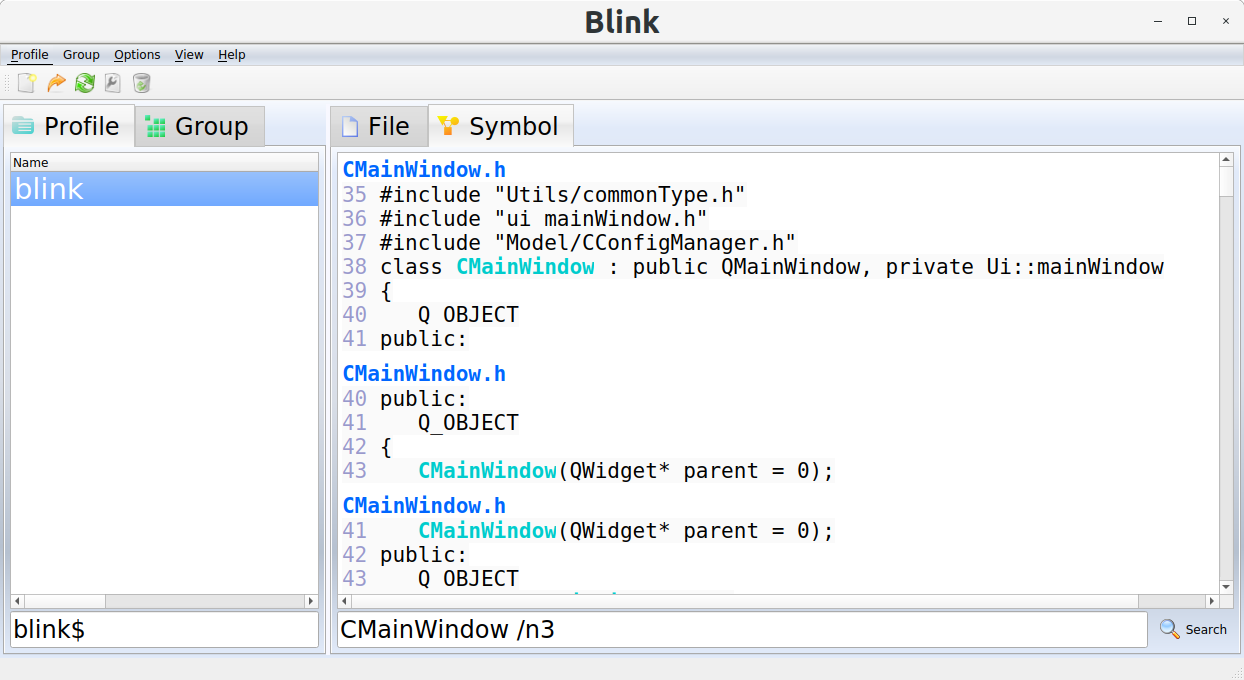 Blink
Profile Group Options View Help
Profile Group
File Symbol
Name
blink
CMainWindow.h
35 #include "Utils/commonType.h"
36 #include "ui mainWindow.h"
37 #include "Model/CConfigManager.h"
38 class CMainWindow : public QMainWindow, private Ui::mainWindow
39 {
40    Q OBJECT
41 public:
CMainWindow.h
40 public:
41    Q_OBJECT
42 {
43    CMainWindow(QWidget* parent = 0);
CMainWindow.h
41    CMainWindow(QWidget* parent = 0);
42 public:
43    Q OBJECT
blink$
CMainWindow /n3
Search